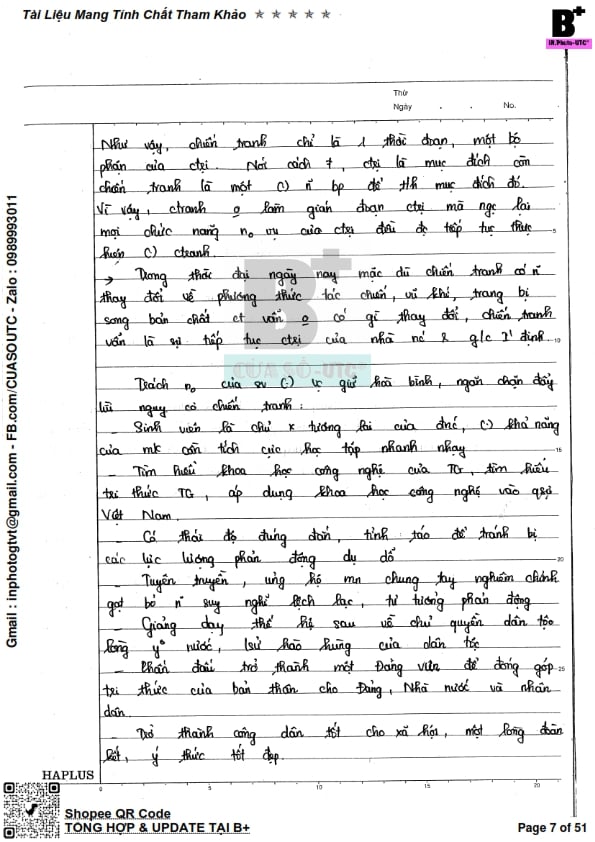 Tài Liệu Mang Tính Chất Tham Khảo ★ ★ ★ ★ ★
B+
IN.Photo-UTC
Thứ
Ngày
No.
Như vậy, chiến tranh chỉ là 1 thời đoạn, một bộ
phận của ctrị. Nói cách ≠, ctrị là mục đích còn
chiến tranh là một (.) n bp để t/h mục đích đó.
Vì vậy, ctranh o làm gián đoạn ctrị mà ngc lại
mọi chức năng n. vụ của ctrị đều đc tiếp tục thực
hiện (.) ctranh.
→ Trong thời đại ngày nay mặc dù chiến tranh có n
thay đổi về phương thức tác chiến, vũ khí, trang bị
song bản chất ct vẫn o có gì thay đổi, chiến tranh
vẫn là sự tiếp tục ctrị của nhà nc & g/c I' định
Trách n. của sv (.) vc giữ hoà bình, ngăn chặn đẩy
lùi nguy cơ chiến tranh:
- Sinh viên là chủ x tương lai của đnc, (.) khả năng
của mk cần tích cực học tập nhanh nhạy
- Tìm hiểu khoa học công nghệ của TG, tìm hiểu
tri thức TG, áp dụng khoa học công nghệ vào
Việt Nam.
- Có thái độ đúng đắn, tỉnh táo để tránh bị
các lực lượng phản động dụ dỗ
- Tuyên truyền, ủng hộ mn chung tay nghiêm chỉnh
gạt bỏ n suy nghĩ lệch lạc, tư tưởng phản động
- Giảng dạy thế hệ sau về chủ quyền dân tộc
lòng y° nước, lsử hào hùng của dân tộc
- Phấn đấu trở thành một Đảng viên để đóng góp
tri thức của bản thân cho Đảng, Nhà nước và nhân
dân.
- Trở thành công dân tốt cho xã hội, một lòng đoàn
kết, ý thức tốt đẹp.
5
10
15
20
25
B+
CỬA SỔ-UTC
HAPLUS
0 5 10 15 20
Gmail : inphotogtvt@gmail.com - FB.com/CUASOUTC - Zalo : 0989993011
Shopee QR Code
TỔNG HỢP & UPDATE TẠI B+
Page 7 of 51